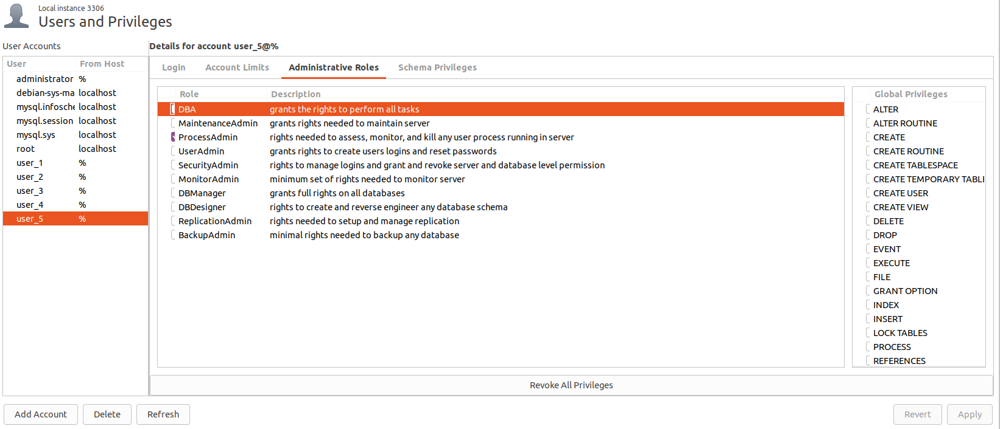 Local instance 3306
Users and Privileges
User Accounts
Details for account user_5@%
User From Host
administrator %
debian-sys-ma localhost
mysql.infosche localhost
mysql.session localhost
mysql.sys localhost
root localhost
user_1 %
user_2 %
user_3 %
user_4 %
user_5 %
Login Account Limits Administrative Roles Schema Privileges
Role Description
DBA grants the rights to perform all tasks
MaintenanceAdmin grants rights needed to maintain server
ProcessAdmin rights needed to assess, monitor, and kill any user process running in server
UserAdmin grants rights to create users logins and reset passwords
SecurityAdmin rights to manage logins and grant and revoke server and database level permission
MonitorAdmin minimum set of rights needed to monitor server
DBManager grants full rights on all databases
DBDesigner rights to create and reverse engineer any database schema
ReplicationAdmin rights needed to setup and manage replication
BackupAdmin minimal rights needed to backup any database
Global Privileges
ALTER
ALTER ROUTINE
CREATE
CREATE ROUTINE
CREATE TABLESPACE
CREATE TEMPORARY TABL
CREATE USER
CREATE VIEW
DELETE
DROP
EVENT
EXECUTE
FILE
GRANT OPTION
INDEX
INSERT
LOCK TABLES
PROCESS
REFERENCES
Revoke All Privileges
Add Account Delete Refresh Revert Apply